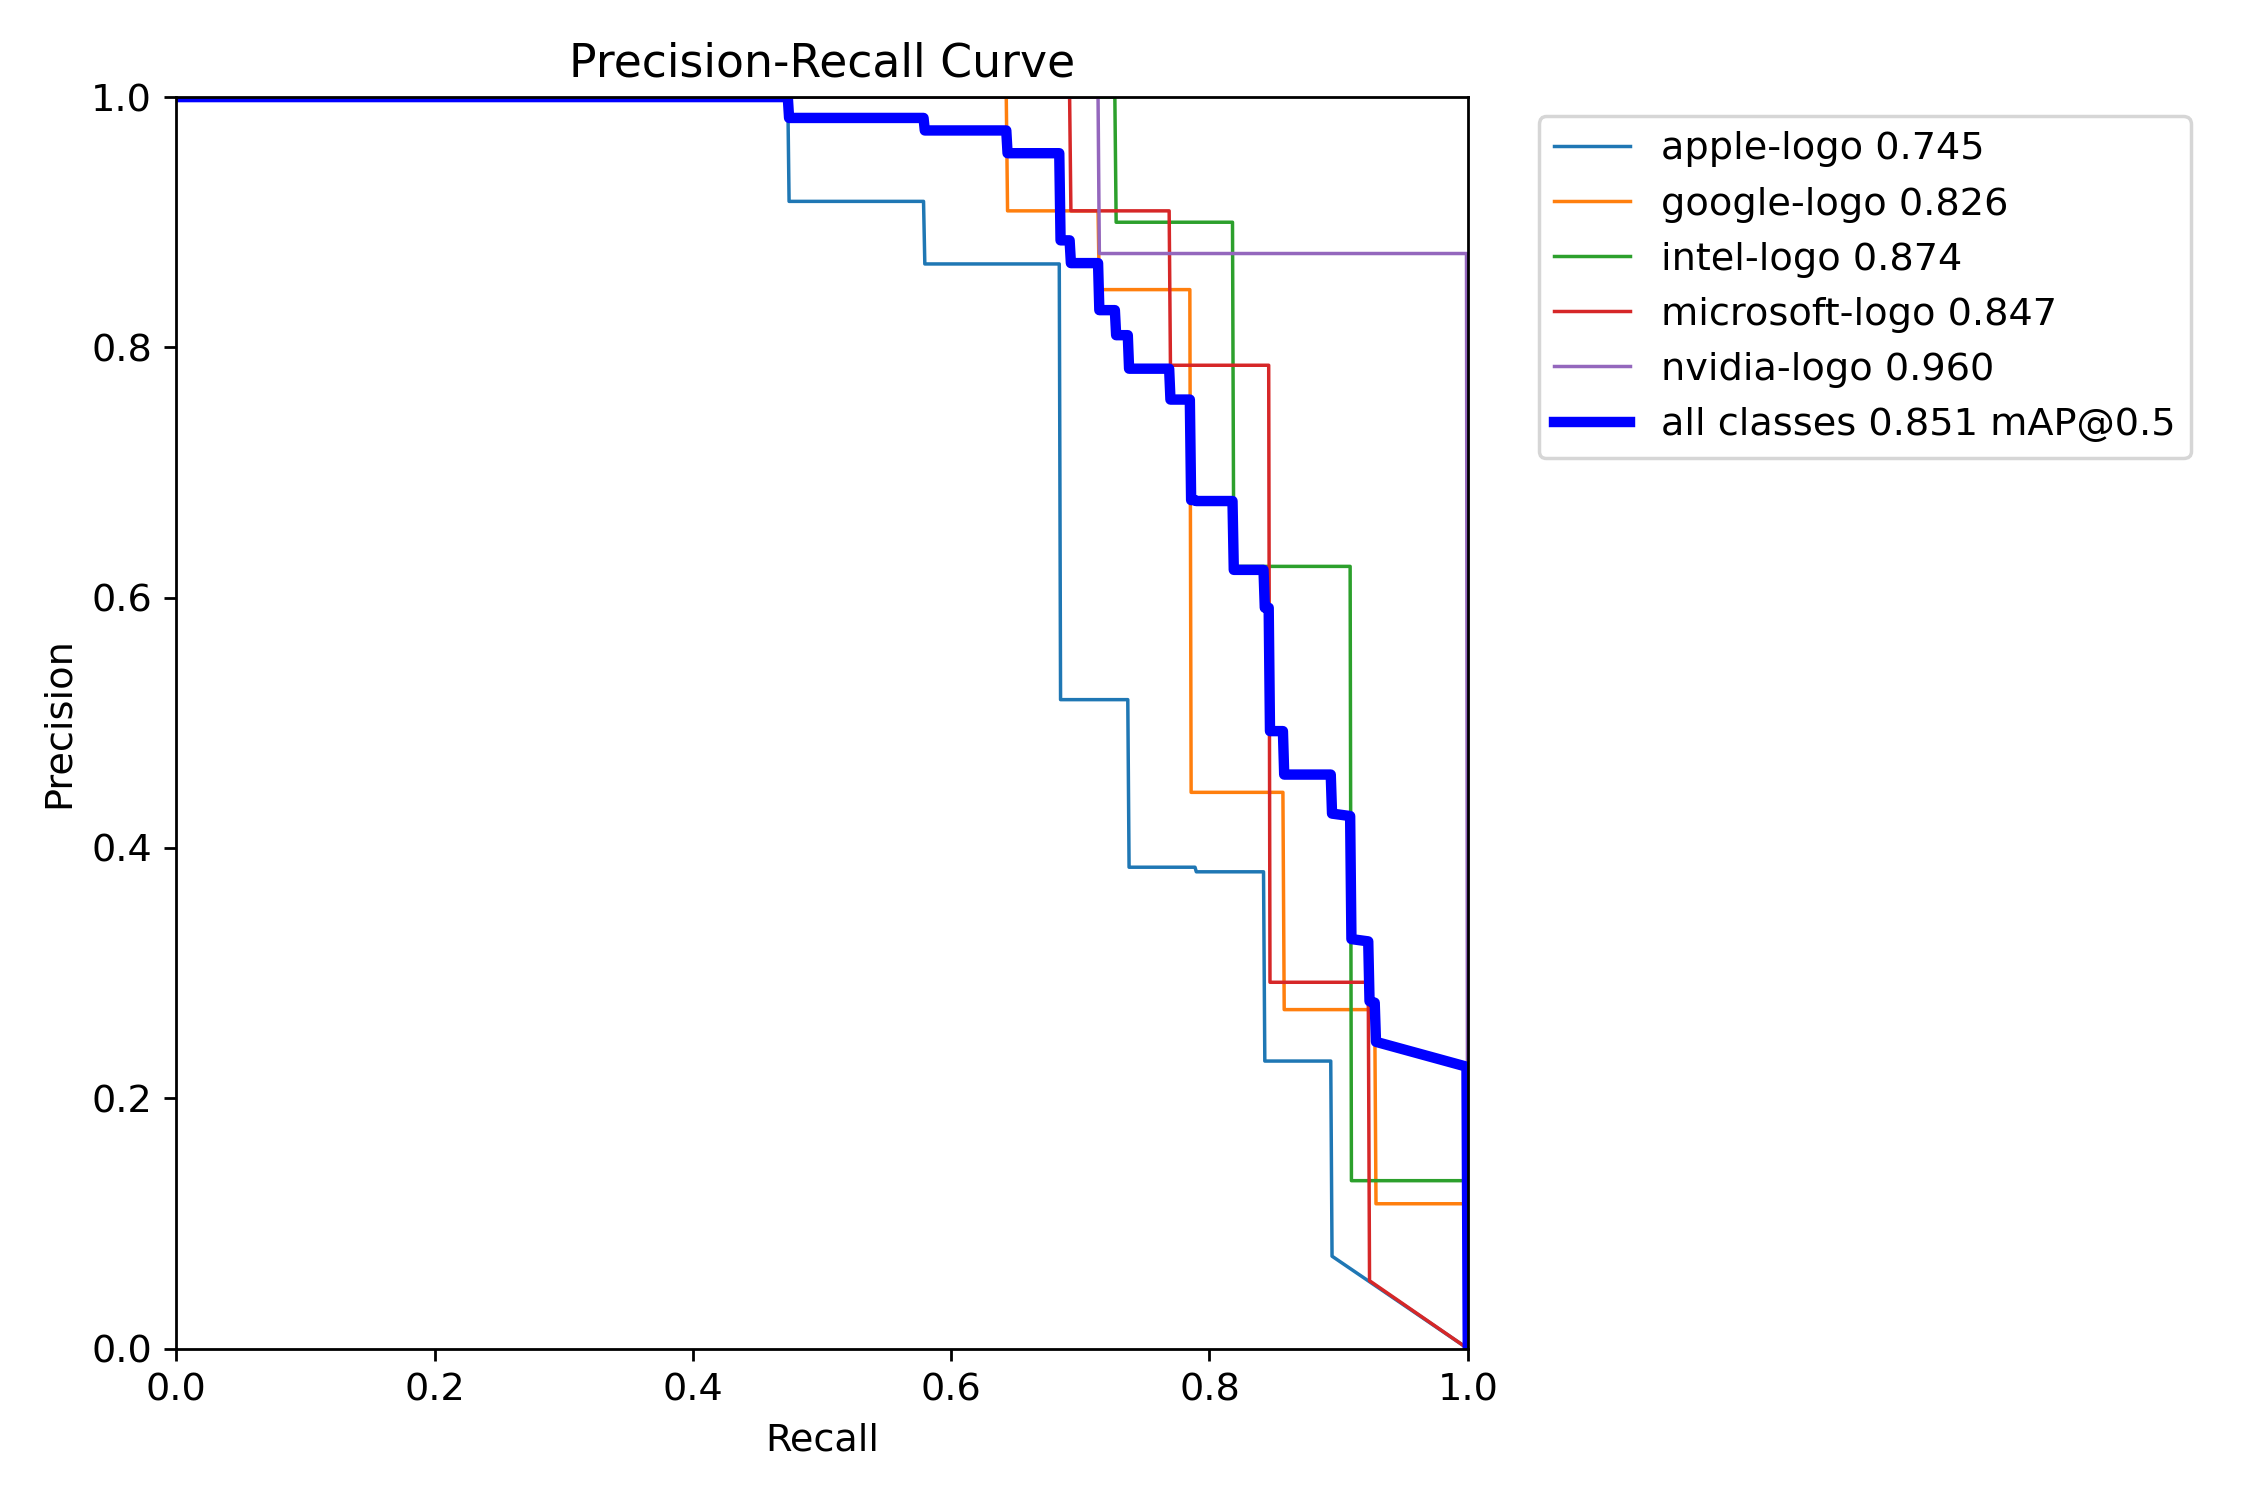 Precision-Recall Curve
1.0
0.8
0.6
0.4
0.2
0.0
Precision
0.0 0.2 0.4 0.6 0.8 1.0
Recall
apple-logo 0.745
google-logo 0.826
intel-logo 0.874
microsoft-logo 0.847
nvidia-logo 0.960
all classes 0.851 mAP@0.5